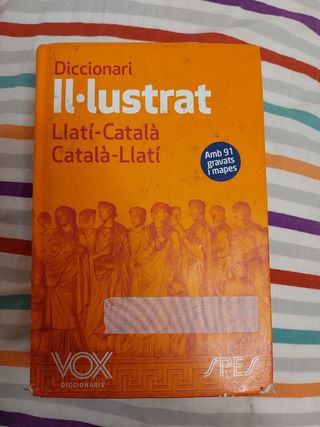 Diccionari
Il·lustrat
Llatí-Català
Català-Llatí
Amb 91
gravats
i mapes
VOX
DICCIONARIS
SPES